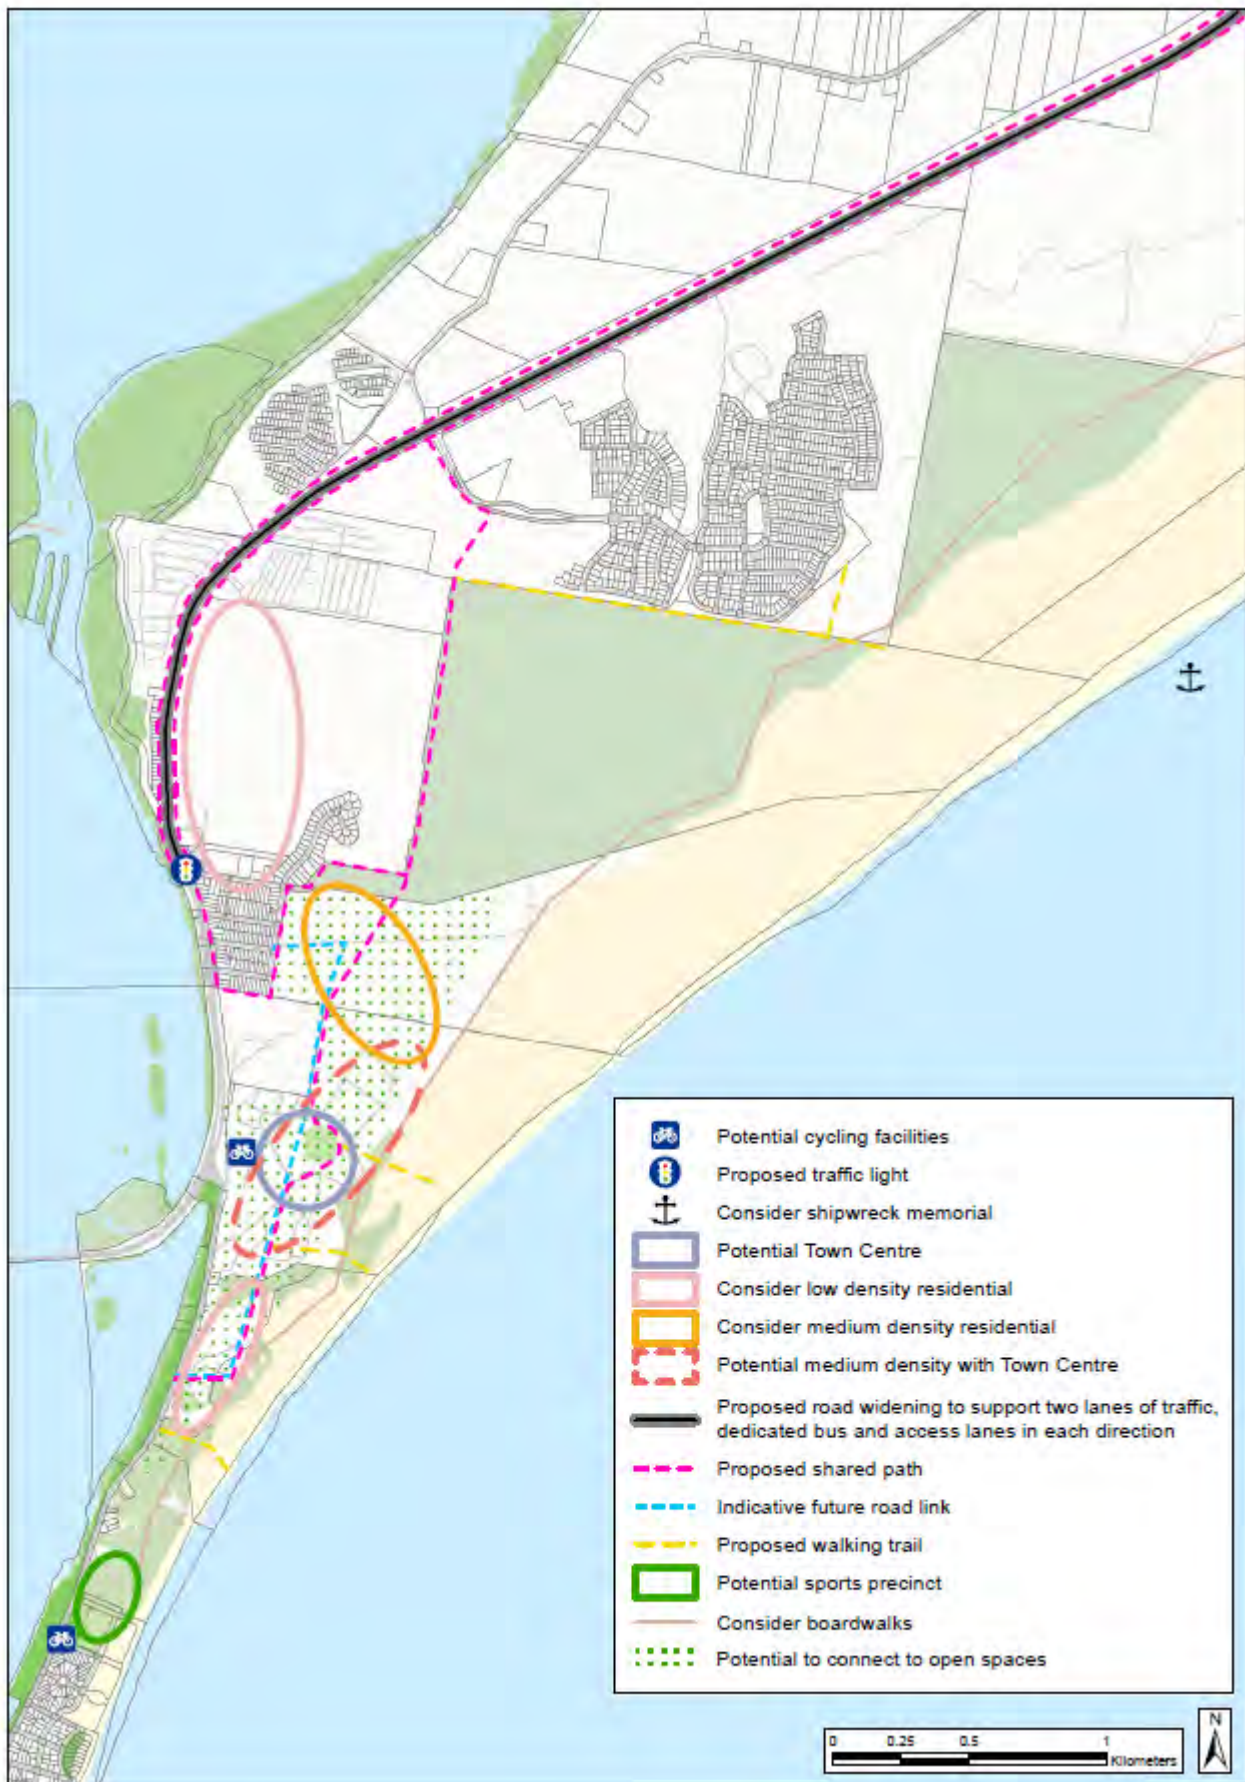 Potential cycling facilities
Proposed traffic light
Consider shipwreck memorial
Potential Town Centre
Consider low density residential
Consider medium density residential
Potential medium density with Town Centre
Proposed road widening to support two lanes of traffic,
dedicated bus and access lanes in each direction
Proposed shared path
Indicative future road link
Proposed walking trail
Potential sports precinct
Consider boardwalks
Potential to connect to open spaces
N
0 0.25 0.5 1
Kilometers